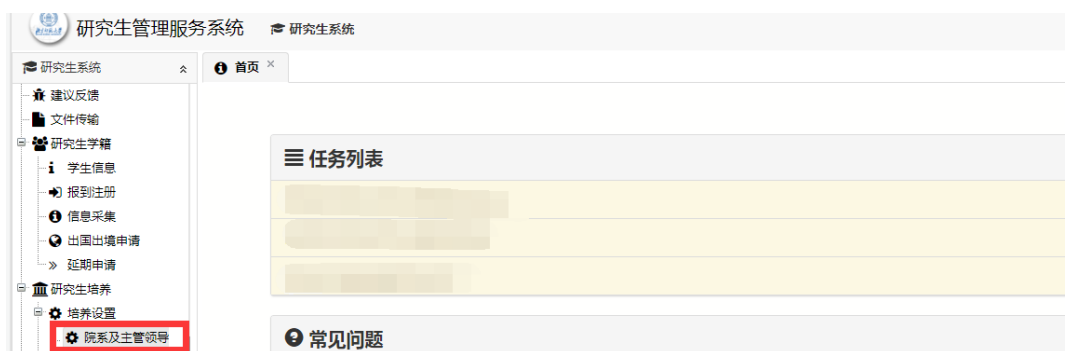 研究生管理服务系统 研究生系统
研究生系统
首页
建议反馈
文件传输
研究生学籍
学生信息
报到注册
信息采集
出国出境申请
延期申请
研究生培养
培养设置
院系及主管领导
任务列表
常见问题